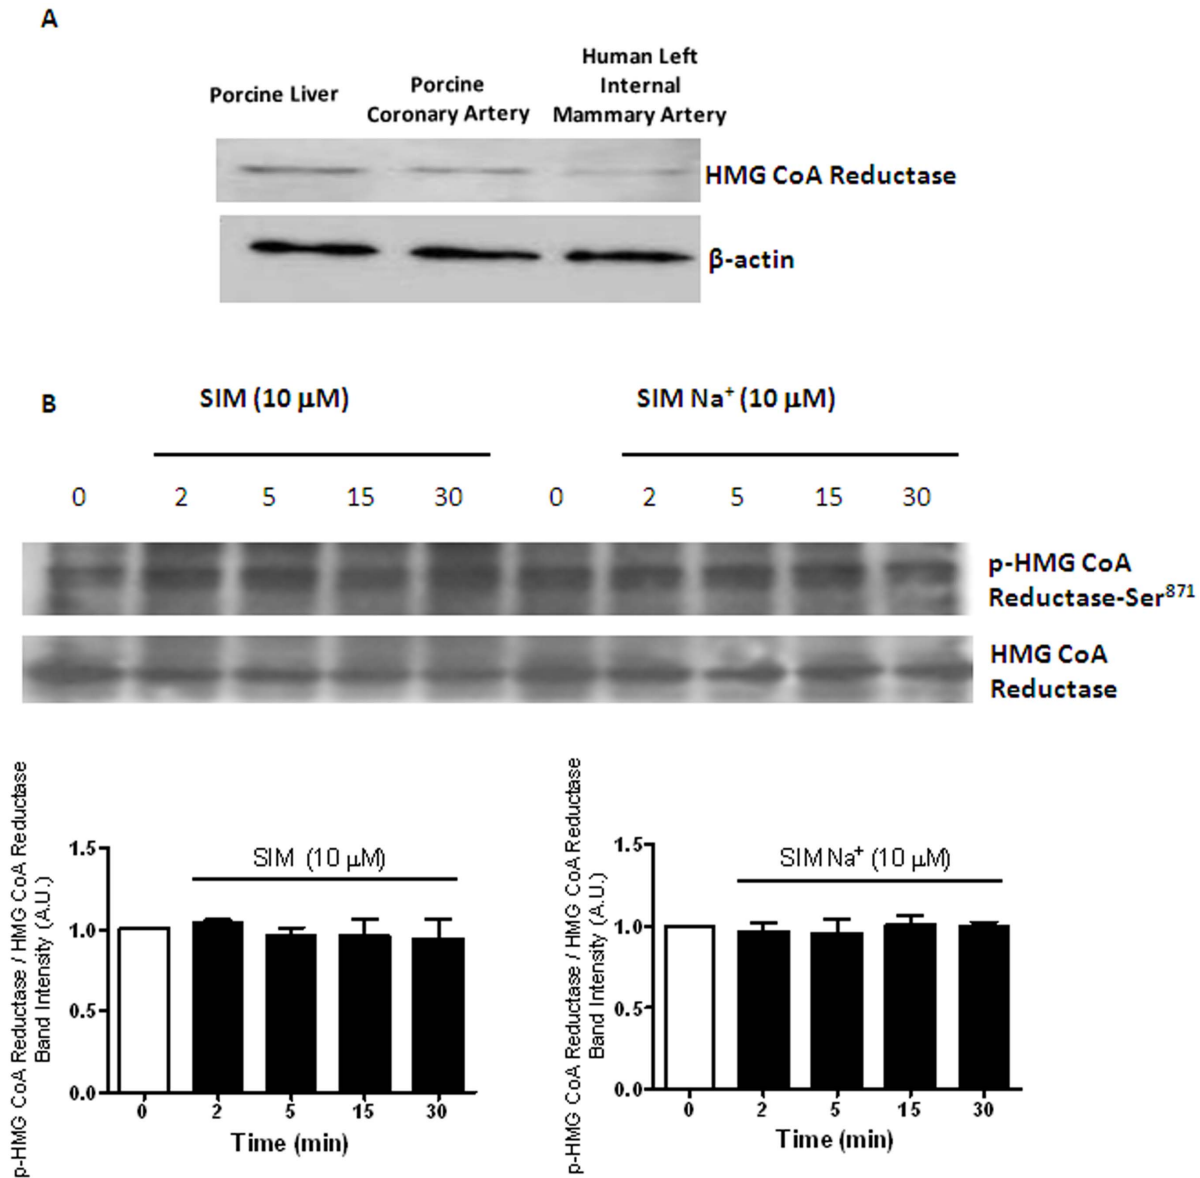 A
Porcine Liver
Porcine
Coronary Artery
Human Left
Internal
Mammary Artery
HMG CoA Reductase
β-actin
B
SIM (10 μM)
SIM Na⁺ (10 μM)
0 2 5 15 30 0 2 5 15 30
p-HMG CoA
Reductase-Ser⁸⁷¹
HMG CoA
Reductase
p-HMG CoA Reductase / HMG CoA Reductase
Band Intensity (A.U.)
1.5
1.0
0.5
0.0
SIM (10 μM)
0 2 5 15 30
Time (min)
p-HMG CoA Reductase / HMG CoA Reductase
Band Intensity (A.U.)
1.5
1.0
0.5
0.0
SIM Na⁺ (10 μM)
0 2 5 15 30
Time (min)